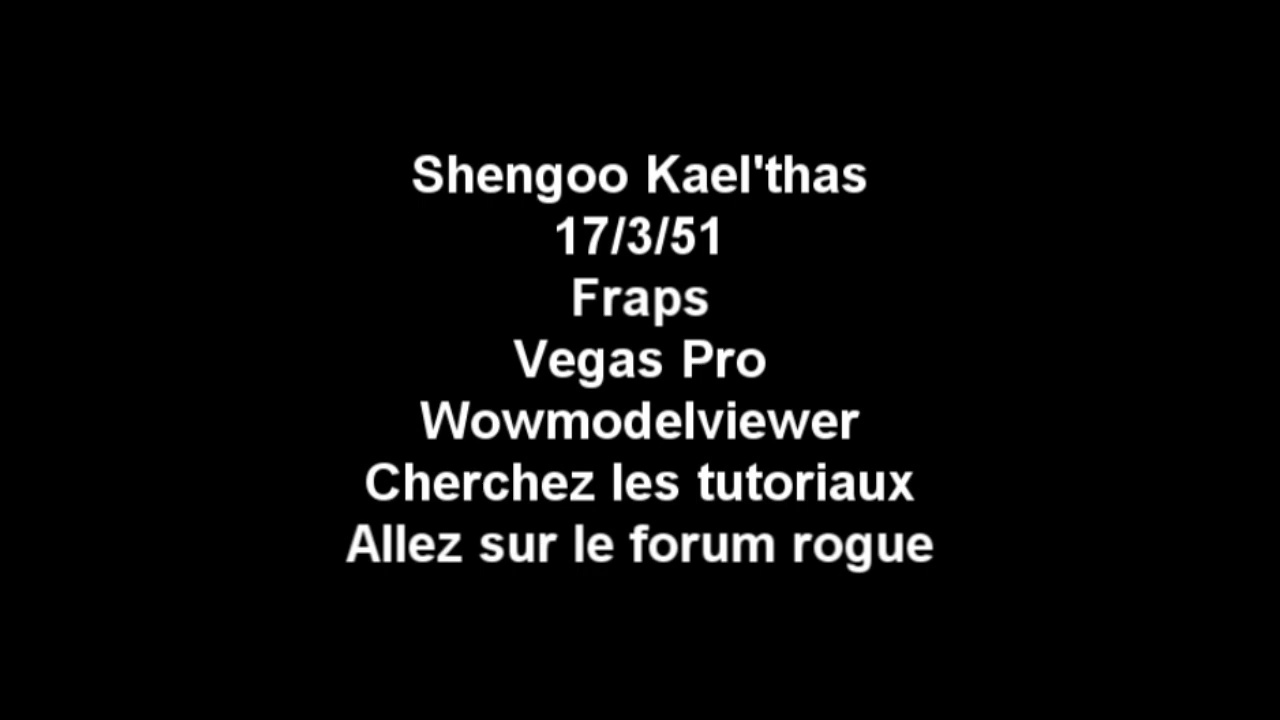 Shengoo Kael'thas
17/3/51
Fraps
Vegas Pro
Wowmodelviewer
Cherchez les tutoriaux
Allez sur le forum rogue